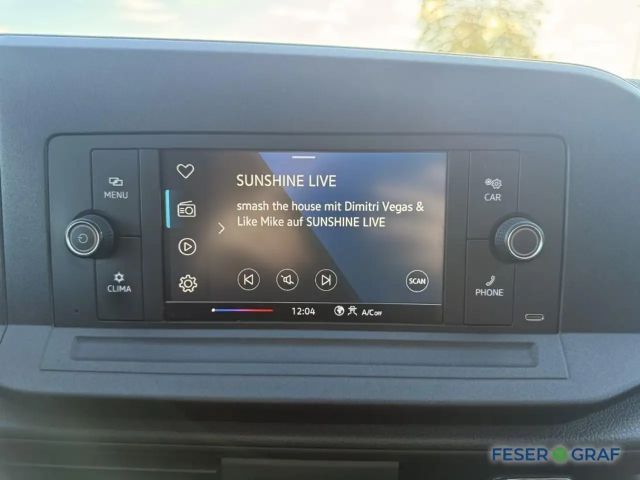 MENU
CLIMA
SUNSHINE LIVE
smash the house mit Dimitri Vegas &
Like Mike auf SUNSHINE LIVE
SCAN
12:04 A/C OFF
CAR
PHONE
FESER GRAF